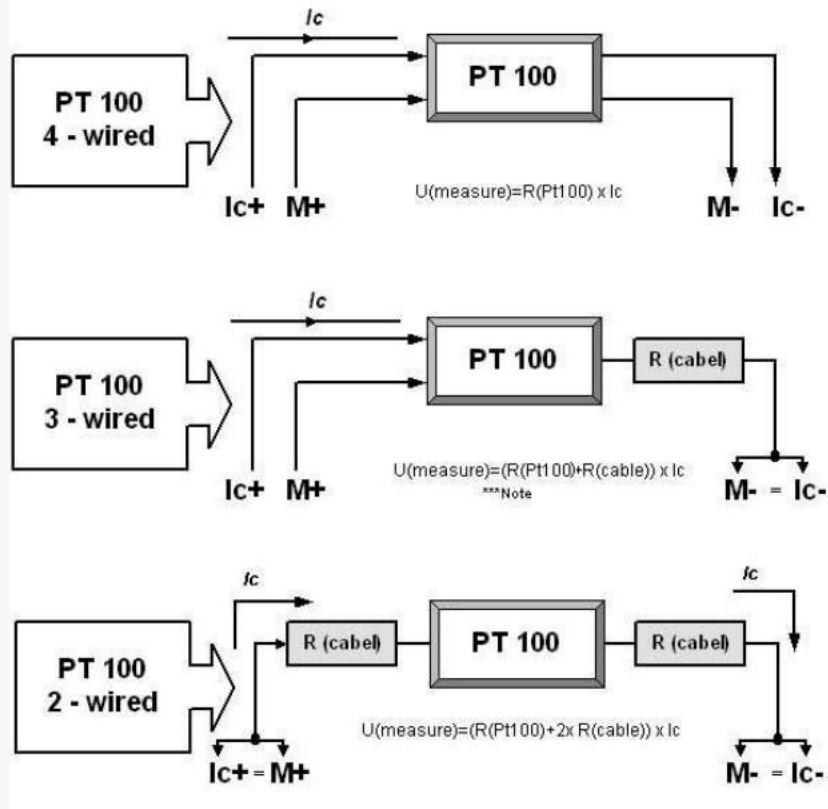 Ic
PT 100
4 - wired
PT 100
Ic+ M+
U(measure)=R(Pt100) x Ic
M- Ic-
Ic
PT 100
3 - wired
PT 100
R (cabel)
Ic+ M+
U(measure)=(R(Pt100)+R(cable)) x Ic
***Note
M- = Ic-
Ic
Ic
PT 100
2 - wired
R (cabel)
PT 100
R (cabel)
U(measure)=(R(Pt100)+2x R(cable)) x Ic
Ic+ = M+
M- = Ic-